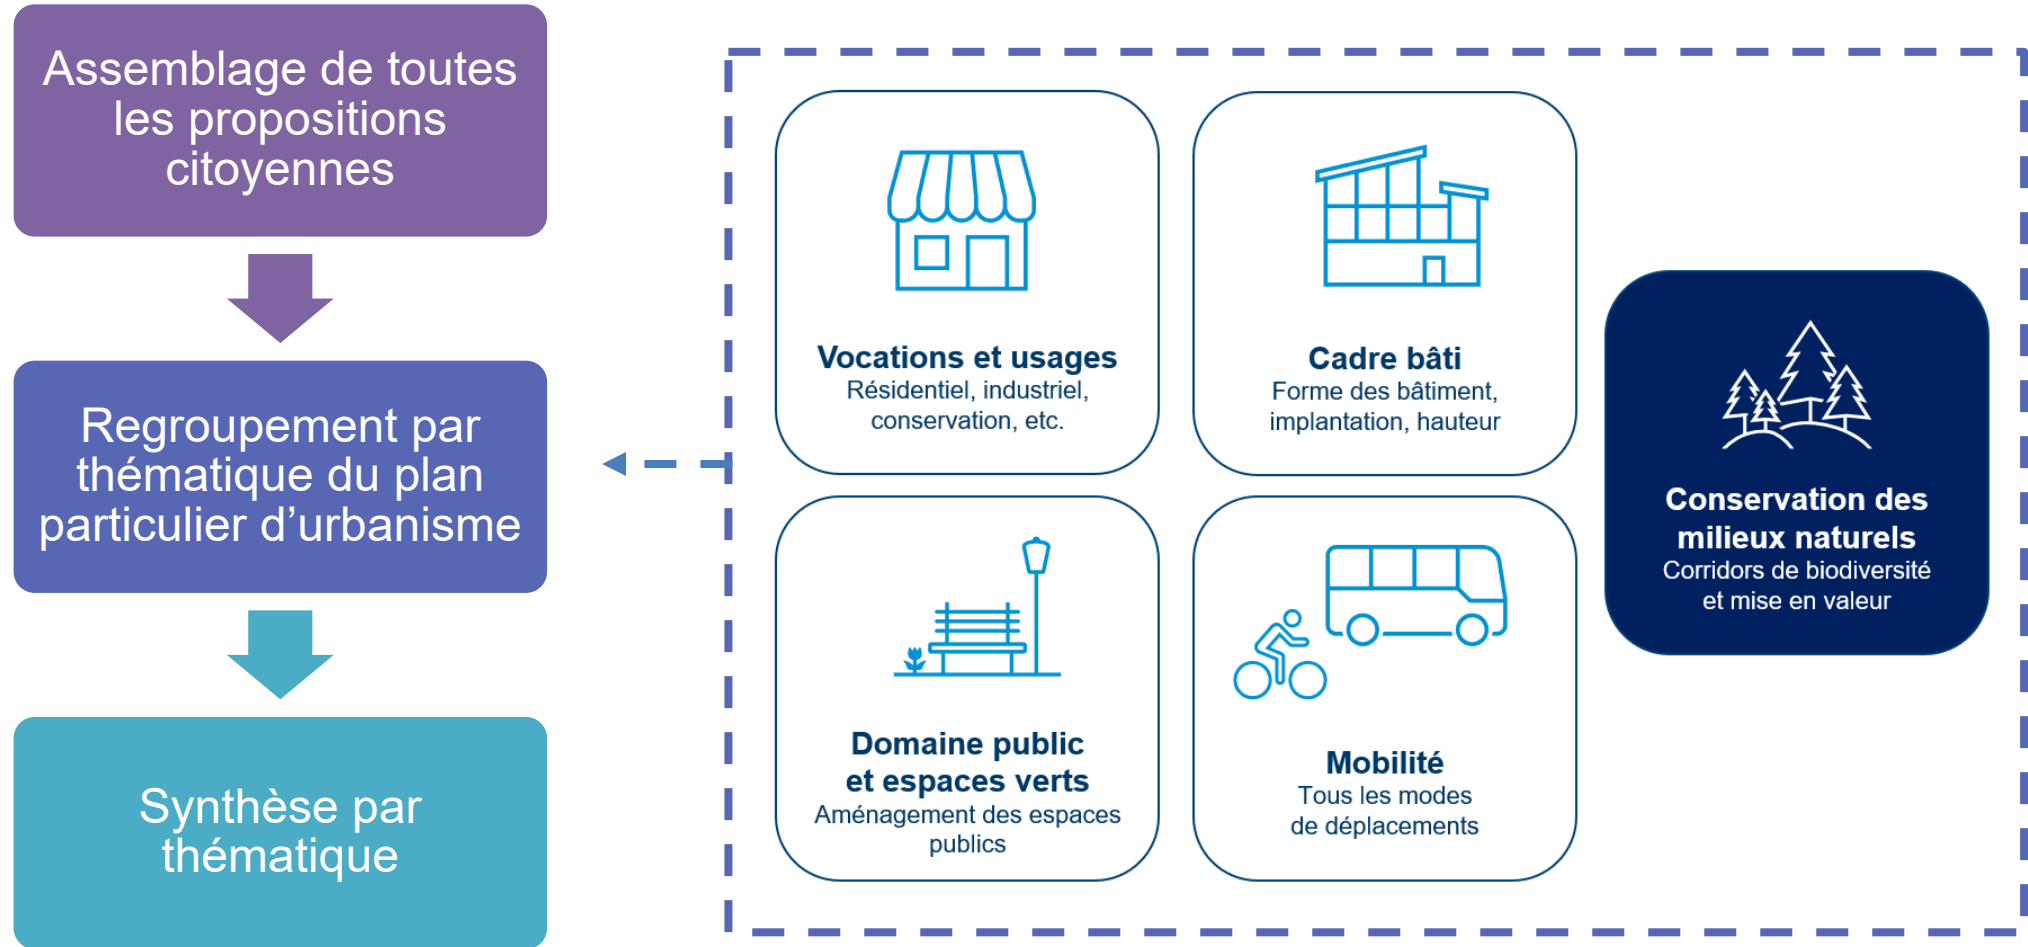 Assemblage de toutes
les propositions
citoyennes
Regroupement par
thématique du plan
particulier d’urbanisme
Synthèse par
thématique
Vocations et usages
Résidentiel, industriel,
conservation, etc.
Cadre bâti
Forme des bâtiment,
implantation, hauteur
Domaine public
et espaces verts
Aménagement des espaces
publics
Mobilité
Tous les modes
de déplacements
Conservation des
milieux naturels
Corridors de biodiversité
et mise en valeur